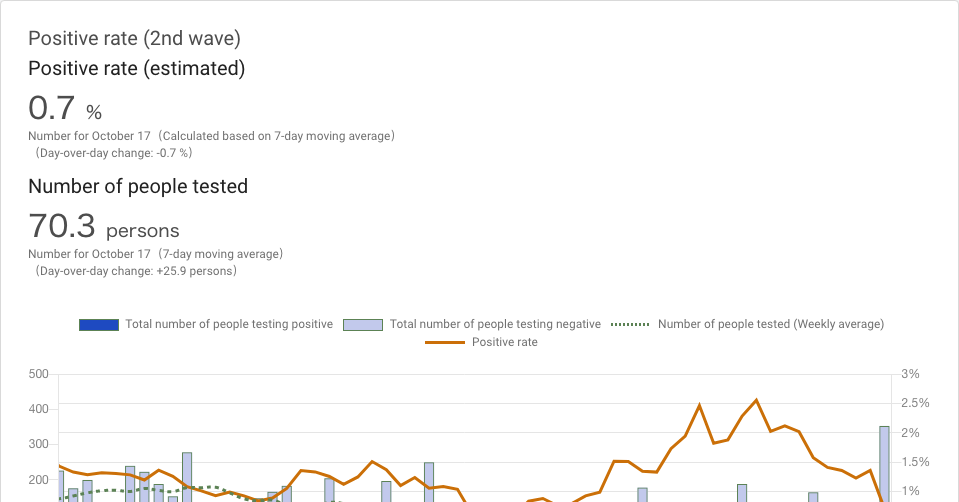 Positive rate (2nd wave)
Positive rate (estimated)
0.7 %
Number for October 17（Calculated based on 7-day moving average）
（Day-over-day change: -0.7 %）
Number of people tested
70.3 persons
Number for October 17（7-day moving average）
（Day-over-day change: +25.9 persons）
Total number of people testing positive Total number of people testing negative Number of people tested (Weekly average)
Positive rate
500 3%
400 2.5%
300 2%
200 1.5%
1%